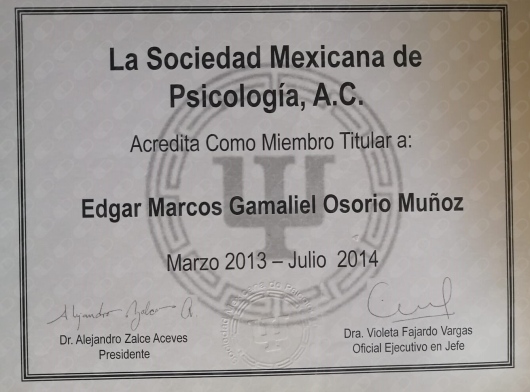 La Sociedad Mexicana de
Psicología, A.C.
Acredita Como Miembro Titular a:
Edgar Marcos Gamaliel Osorio Muñoz
Marzo 2013 – Julio 2014
Dr. Alejandro Zalce Aceves
Presidente
Dra. Violeta Fajardo Vargas
Oficial Ejecutivo en Jefe